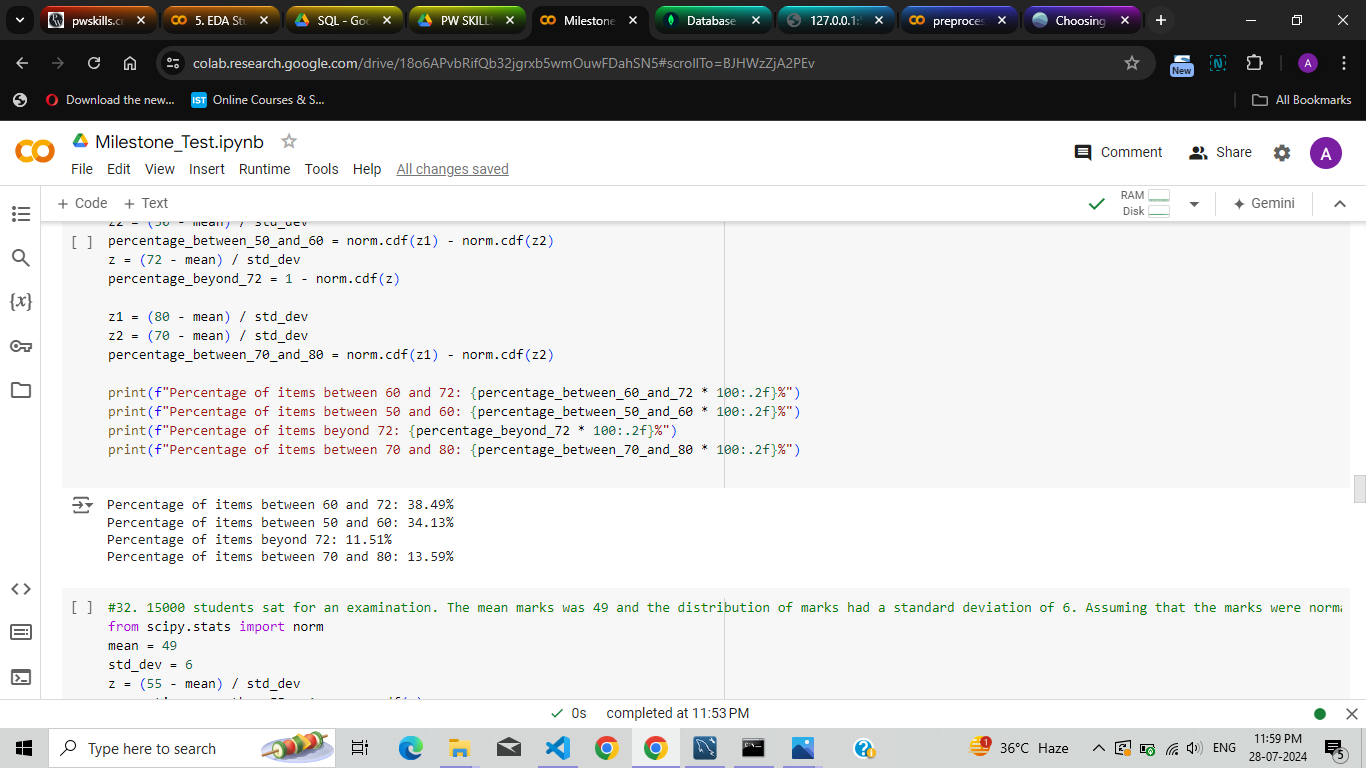 pwskills.c
5. EDA Stu
SQL - Goo
PW SKILL
Milestone
Database
127.0.0.1:
preproces
Choosing
colab.research.google.com/drive/18o6APvbRifQb32jgrxb5wmOuwFDahSN5#scrollTo=BJHWzZjA2PEv
New
N
A
Download the new...
IST
Online Courses & S...
All Bookmarks
Milestone_Test.ipynb
Comment
Share
A
File Edit View Insert Runtime Tools Help All changes saved
+ Code + Text
RAM
Disk
Gemini
z2 = (50 - mean) / std_dev
[ ] percentage_between_50_and_60 = norm.cdf(z1) - norm.cdf(z2)
z = (72 - mean) / std_dev
percentage_beyond_72 = 1 - norm.cdf(z)
z1 = (80 - mean) / std_dev
z2 = (70 - mean) / std_dev
percentage_between_70_and_80 = norm.cdf(z1) - norm.cdf(z2)
print(f"Percentage of items between 60 and 72: {percentage_between_60_and_72 * 100:.2f}%")
print(f"Percentage of items between 50 and 60: {percentage_between_50_and_60 * 100:.2f}%")
print(f"Percentage of items beyond 72: {percentage_beyond_72 * 100:.2f}%")
print(f"Percentage of items between 70 and 80: {percentage_between_70_and_80 * 100:.2f}%")
Percentage of items between 60 and 72: 38.49%
Percentage of items between 50 and 60: 34.13%
Percentage of items beyond 72: 11.51%
Percentage of items between 70 and 80: 13.59%
[ ] #32. 15000 students sat for an examination. The mean marks was 49 and the distribution of marks had a standard deviation of 6. Assuming that the marks were norma
from scipy.stats import norm
mean = 49
std_dev = 6
z = (55 - mean) / std_dev
{x}
0s completed at 11:53 PM
Type here to search
1
36°C Haze
ENG
11:59 PM
28-07-2024
5